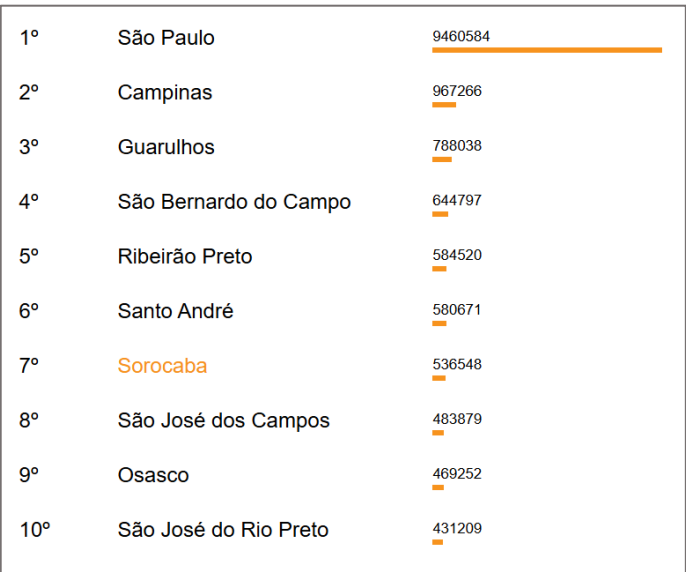 1º São Paulo 9460584
2º Campinas 967266
3º Guarulhos 788038
4º São Bernardo do Campo 644797
5º Ribeirão Preto 584520
6º Santo André 580671
7º Sorocaba 536548
8º São José dos Campos 483879
9º Osasco 469252
10º São José do Rio Preto 431209